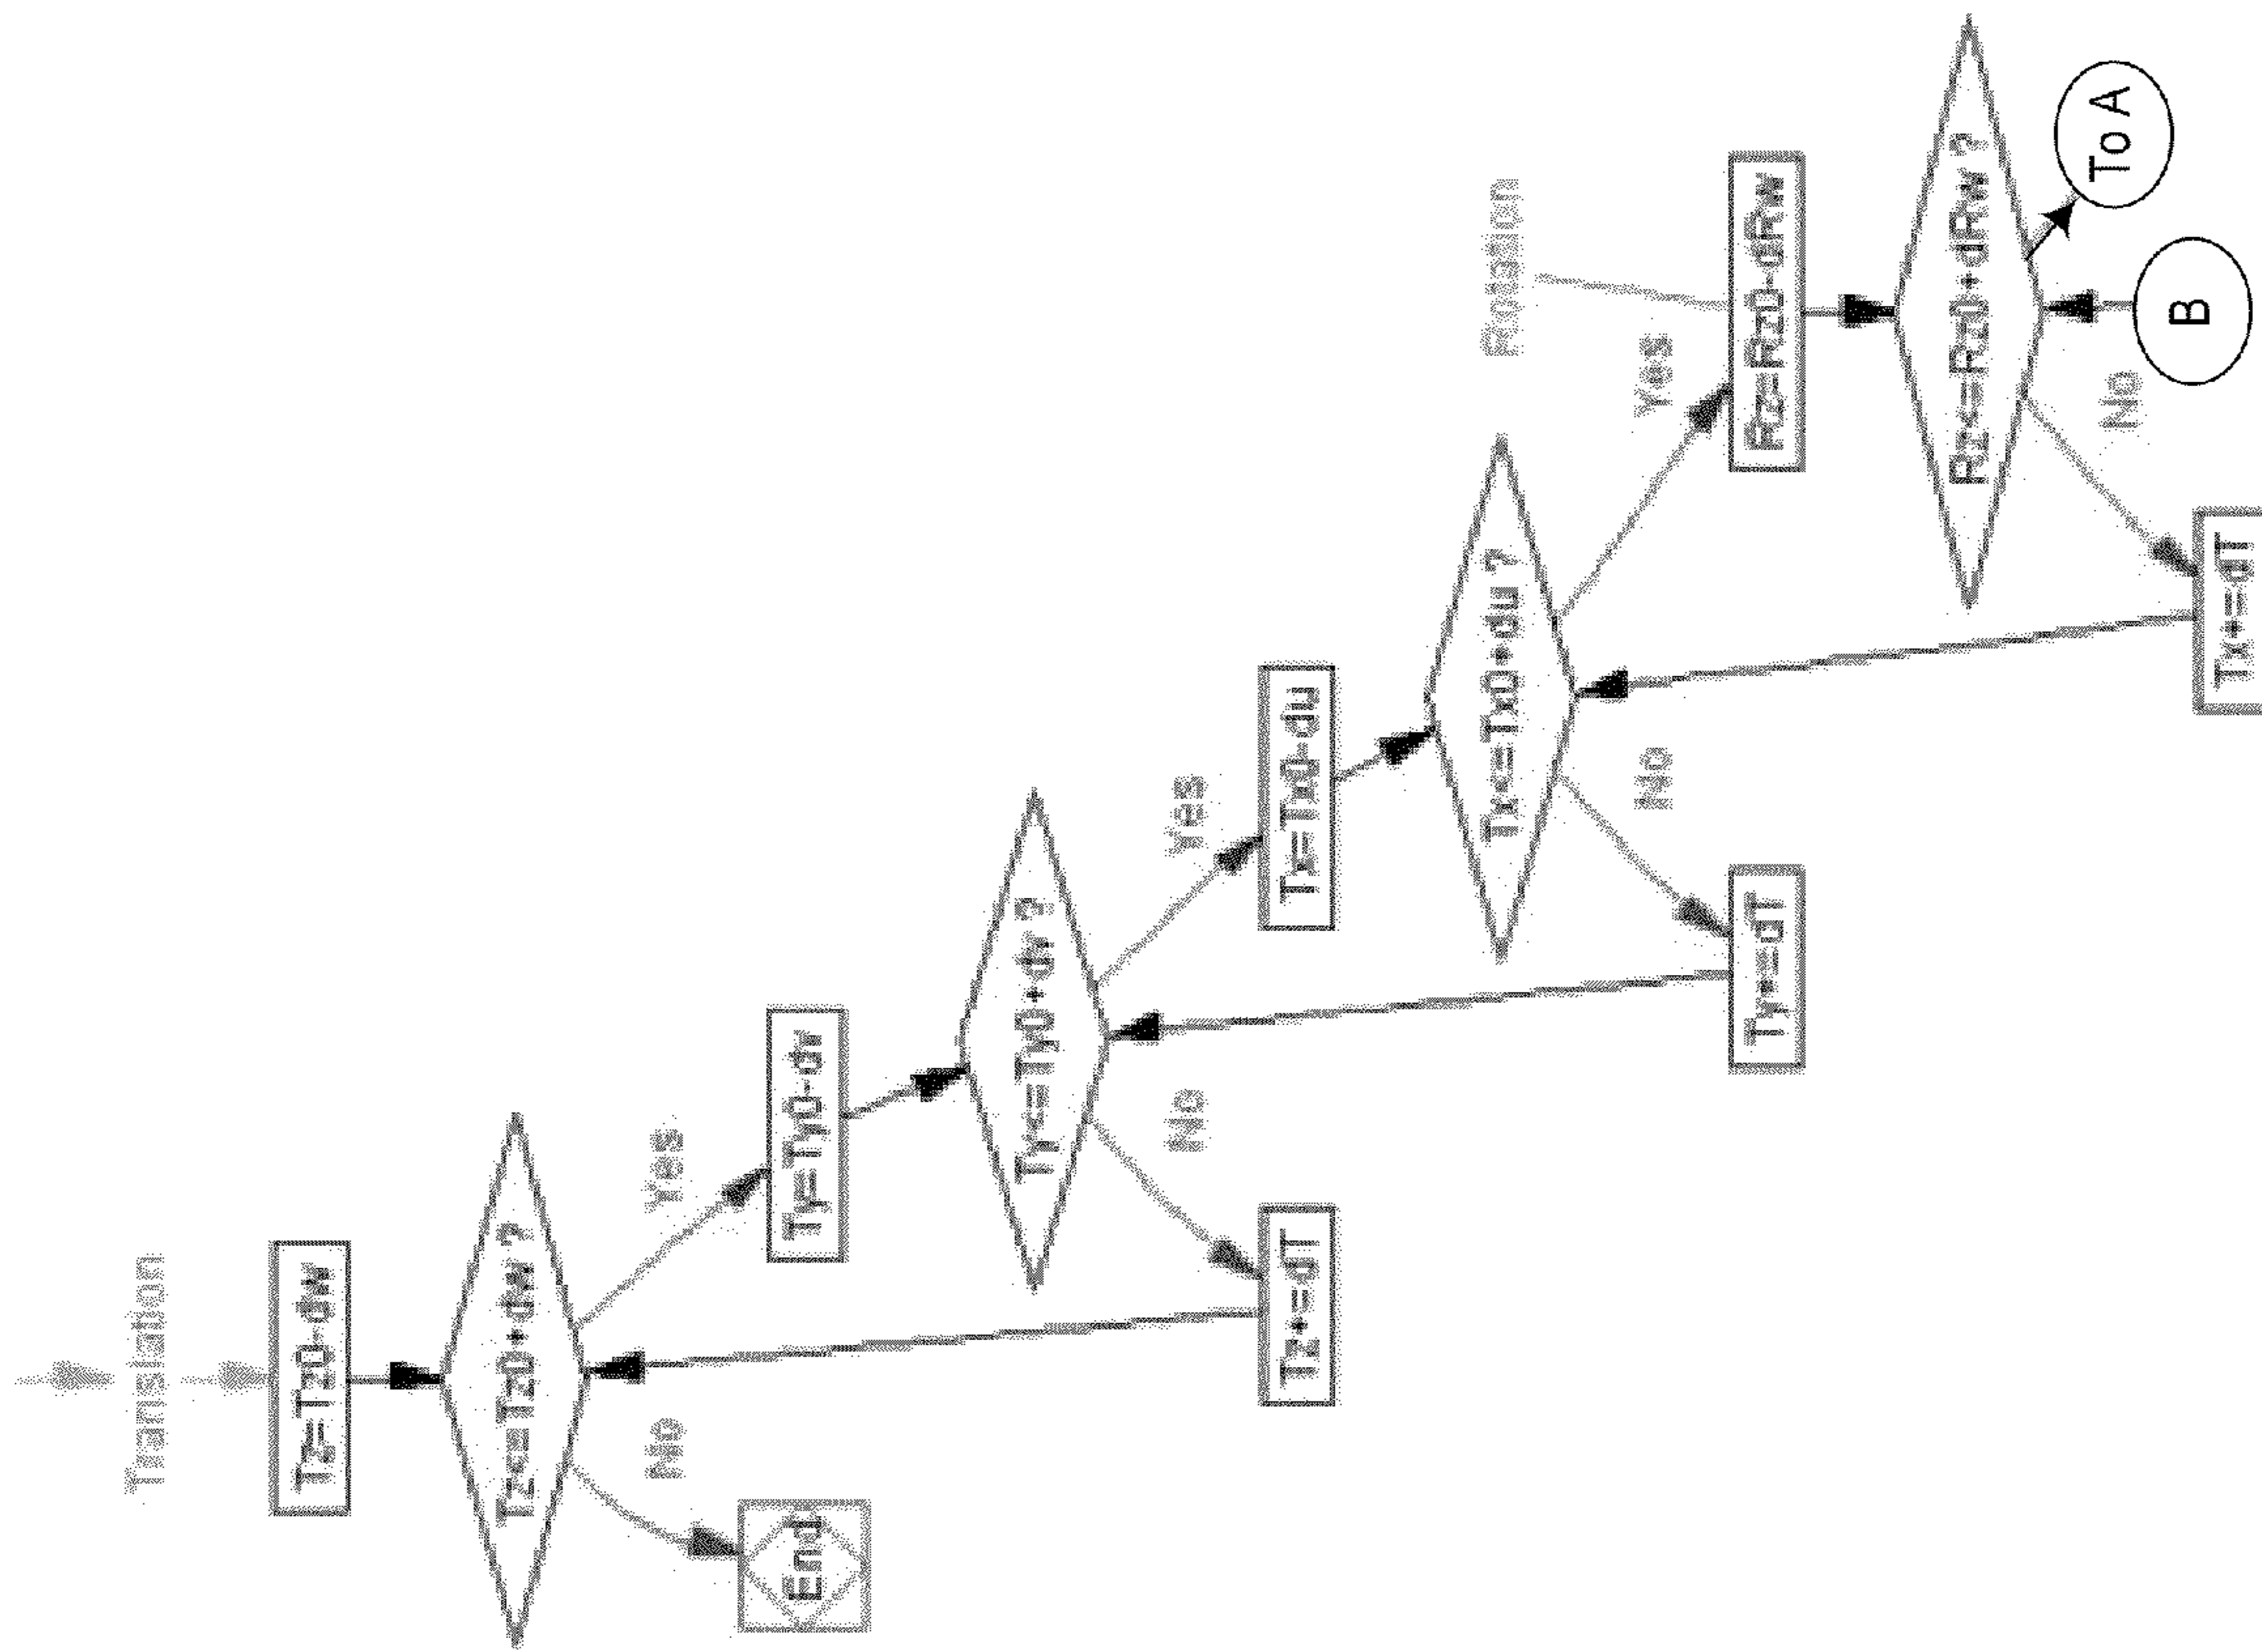 Translation
Tz=Tz0-dw
Tz<=Tz0+dw ?
No
Yes
End
Ty=Ty0-dv
Ty<=Ty0+dv ?
No
Yes
Tz+=dT
Tx=Tx0-du
Tx<=Tx0+du ?
No
Yes
Rotation
Ty+=dT
Rz=Rz0-dRw
Rz<=Rz0+dRw ?
No
To A
B
Tx+=dT